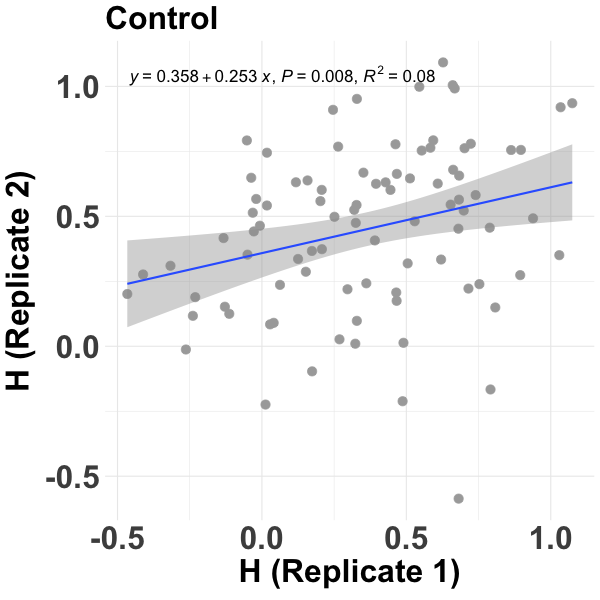 Control
y = 0.358 + 0.253 x, P = 0.008, R² = 0.08
1.0
0.5
0.0
-0.5
H (Replicate 2)
-0.5 0.0 0.5 1.0
H (Replicate 1)